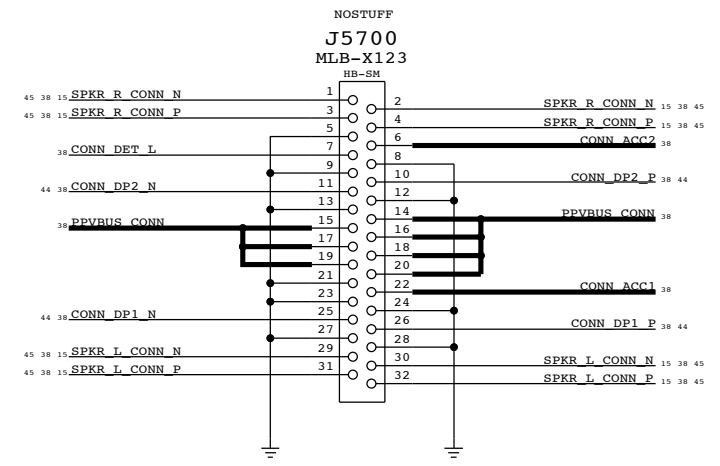 NOSTUFF
J5700
MLB-X123
HB-SM
45 38 15 SPKR_R_CONN_N 1
2 SPKR_R_CONN_N 15 38 45
45 38 15 SPKR_R_CONN_P 3
4 SPKR_R_CONN_P 15 38 45
5
6 CONN_ACC2 38
38 CONN_DET_L 7
8
9
10 CONN_DP2_P 38 44
44 38 CONN_DP2_N 11
12
13
14 PPVBUS_CONN 38
38 PPVBUS_CONN 15
16
17
18
19
20
21
22 CONN_ACC1 38
23
24
44 38 CONN_DP1_N 25
26 CONN_DP1_P 38 44
27
28
45 38 15 SPKR_L_CONN_N 29
30 SPKR_L_CONN_N 15 38 45
45 38 15 SPKR_L_CONN_P 31
32 SPKR_L_CONN_P 15 38 45